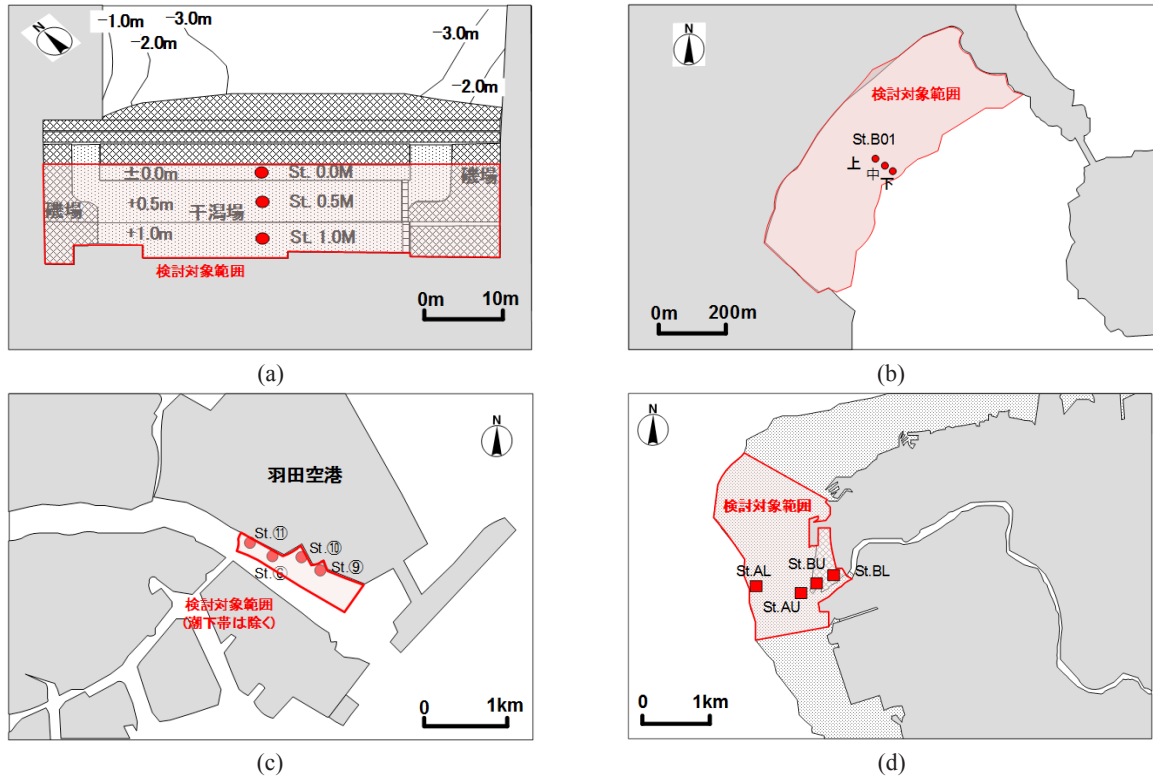 N
-1.0m
-2.0m
-3.0m
-3.0m
-2.0m
±0.0m
St. 0.0M
磯場
磯場
+0.5m
干潟場
St. 0.5M
+1.0m
St. 1.0M
検討対象範囲
0m 10m
(a)
N
検討対象範囲
St.B01
上
中
下
0m 200m
(b)
N
羽田空港
St.⑪
St.⑩
St.⑥
St.⑨
検討対象範囲
(潮下帯は除く)
0 1km
(c)
N
検討対象範囲
St.AL
St.BU
St.BL
St.AU
0 1km
(d)